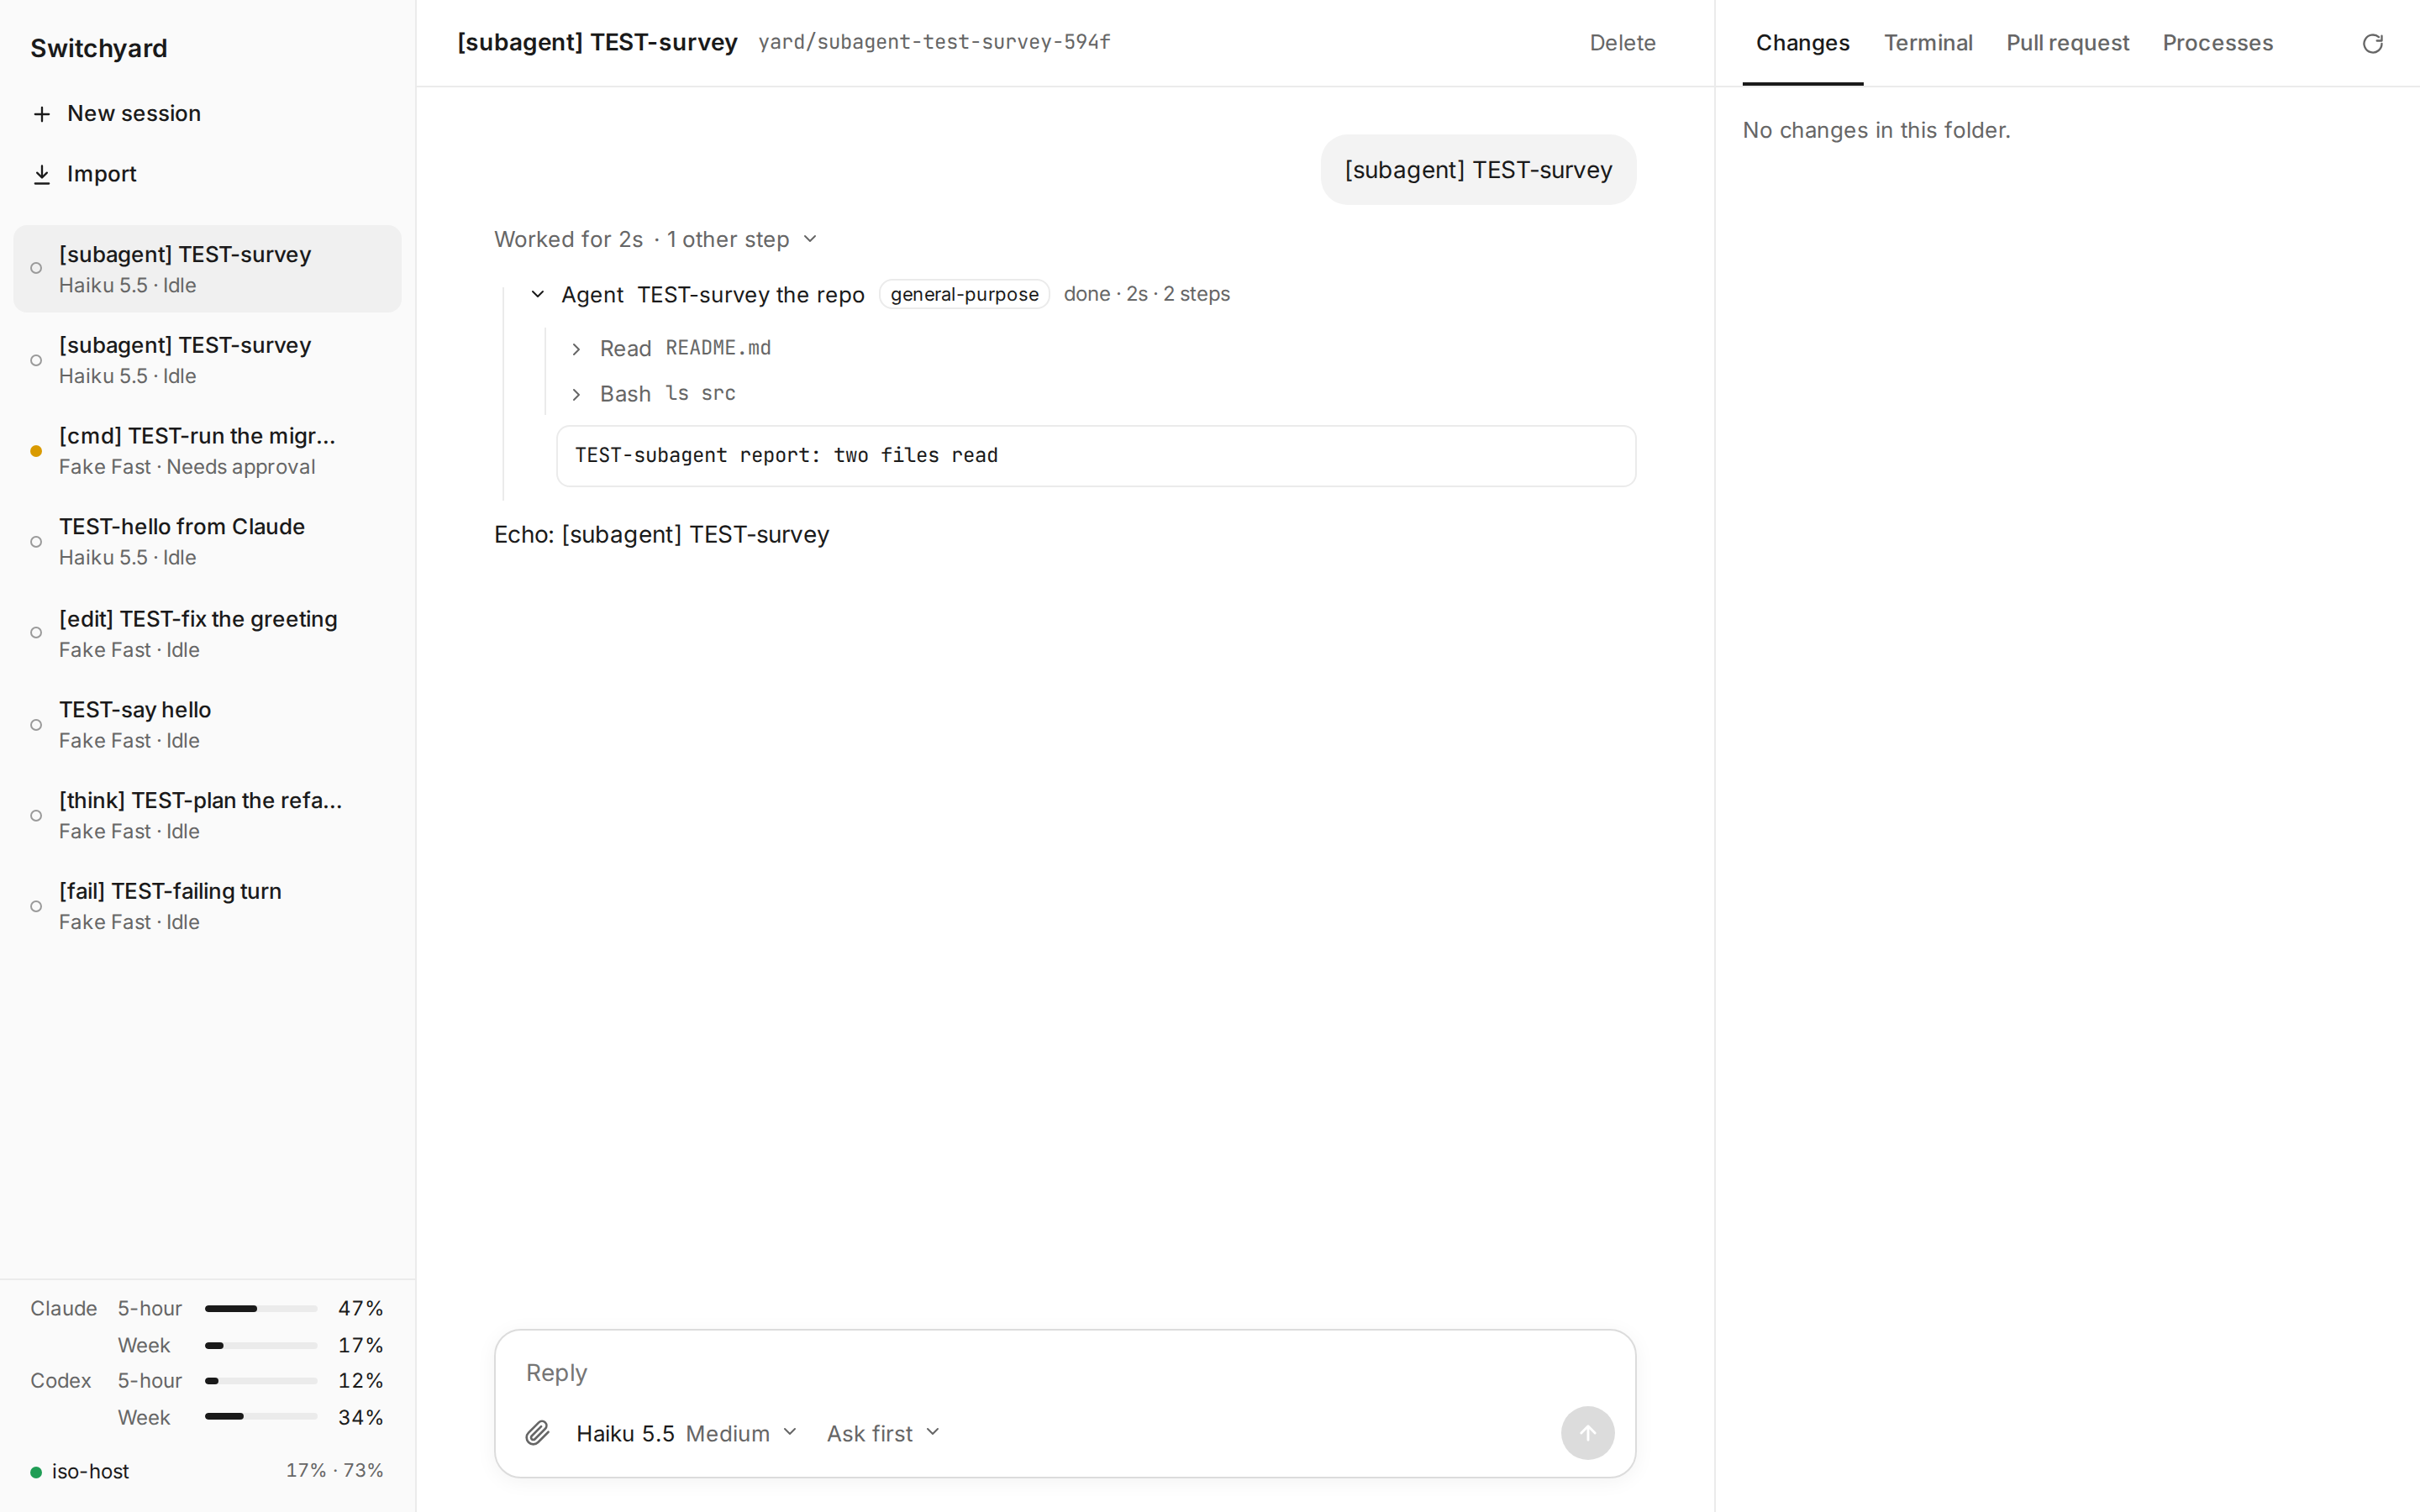 Switchyard
New session
Import
[subagent] TEST-survey
Haiku 5.5 · Idle
[subagent] TEST-survey
Haiku 5.5 · Idle
[cmd] TEST-run the migr...
Fake Fast · Needs approval
TEST-hello from Claude
Haiku 5.5 · Idle
[edit] TEST-fix the greeting
Fake Fast · Idle
TEST-say hello
Fake Fast · Idle
[think] TEST-plan the refa...
Fake Fast · Idle
[fail] TEST-failing turn
Fake Fast · Idle
Claude 5-hour 47%
Week 17%
Codex 5-hour 12%
Week 34%
iso-host 17% · 73%
[subagent] TEST-survey yard/subagent-test-survey-594f Delete
[subagent] TEST-survey
Worked for 2s · 1 other step
Agent TEST-survey the repo general-purpose done · 2s · 2 steps
Read README.md
Bash ls src
TEST-subagent report: two files read
Echo: [subagent] TEST-survey
Reply
Haiku 5.5 Medium Ask first
Changes Terminal Pull request Processes
No changes in this folder.